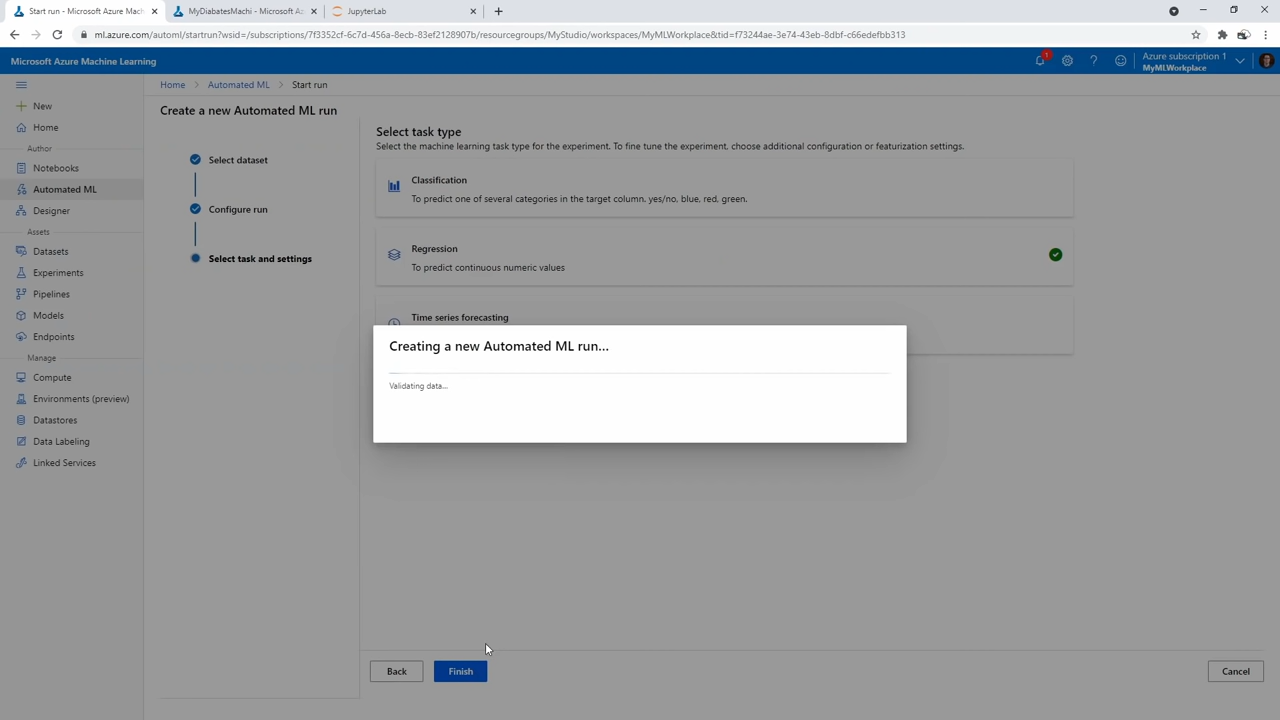 Start run - Microsoft Azure Mach
MyDiabatesMachi - Microsoft Az
JupyterLab
ml.azure.com/automl/startrun?wsid=/subscriptions/7f3352cf-6c7d-456a-8ecb-83ef2128907b/resourcegroups/MyStudio/workspaces/MyMLWorkplace&tid=f73244ae-3e74-43eb-8dbf-c66edefbb313
Microsoft Azure Machine Learning
1
Azure subscription 1
MyMLWorkplace
New
Home
Author
Notebooks
Automated ML
Designer
Assets
Datasets
Experiments
Pipelines
Models
Endpoints
Manage
Compute
Environments (preview)
Datastores
Data Labeling
Linked Services
Home > Automated ML > Start run
Create a new Automated ML run
Select dataset
Configure run
Select task and settings
Select task type
Select the machine learning task type for the experiment. To fine tune the experiment, choose additional configuration or featurization settings.
Classification
To predict one of several categories in the target column, yes/no, blue, red, green.
Regression
To predict continuous numeric values
Time series forecasting
Creating a new Automated ML run...
Validating data...
Back
Finish
Cancel